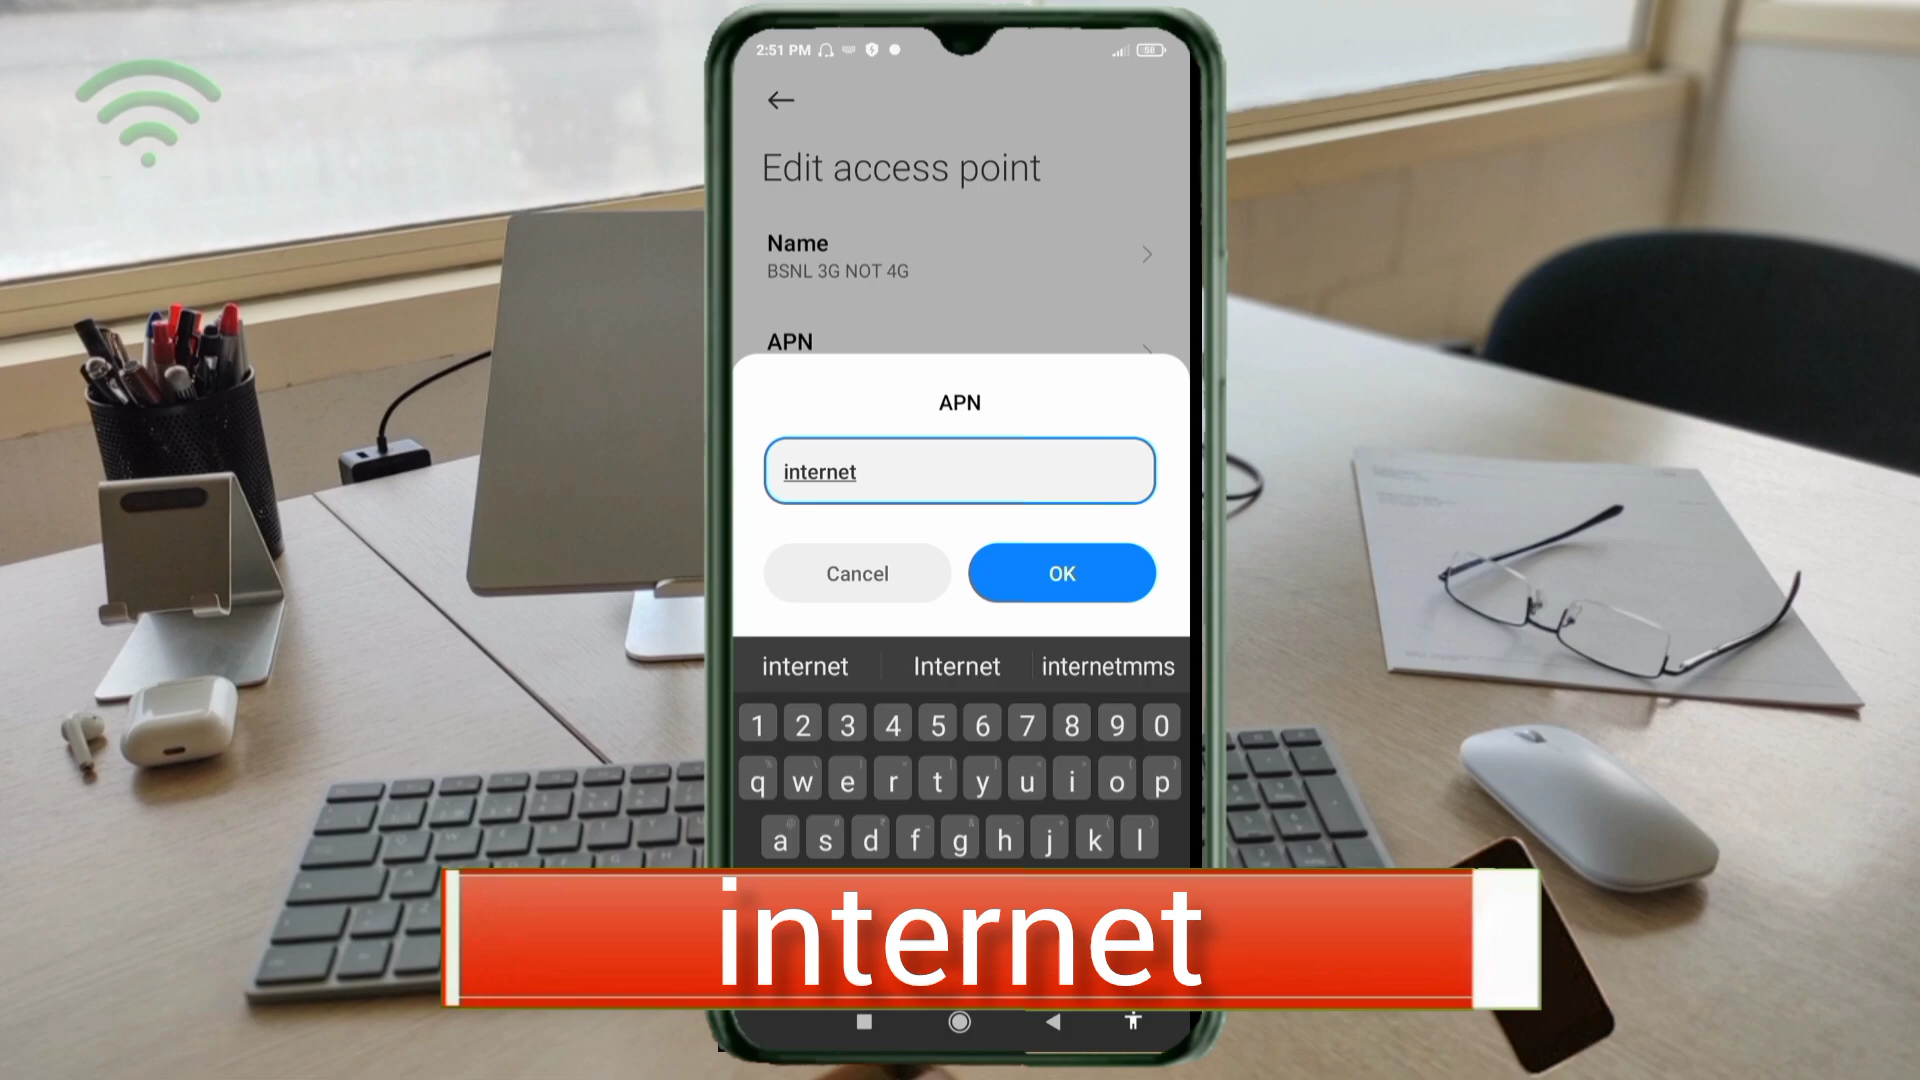 2:51 PM
58
Edit access point
Name
BSNL 3G NOT 4G
APN
APN
internet
Cancel
OK
internet Internet internetmms
1 2 3 4 5 6 7 8 9 0
q w e r t y u i o p
a s d f g h j k l
internet